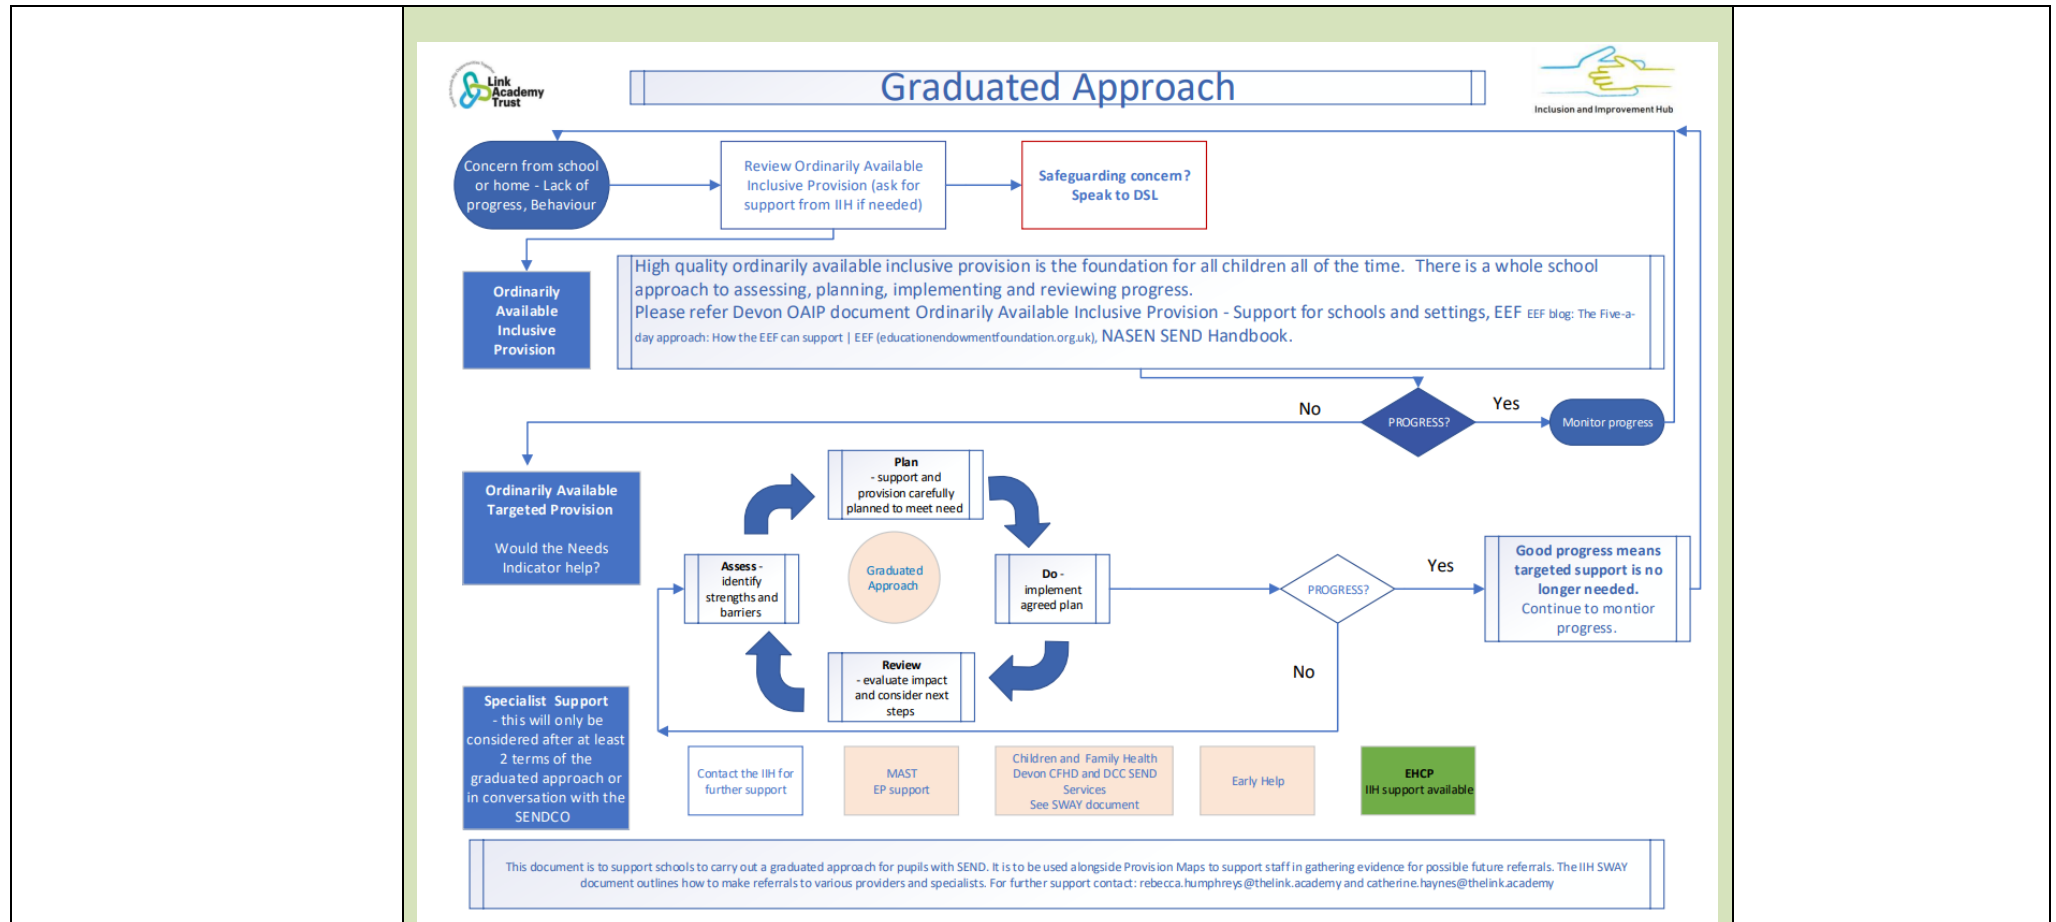 Link
Academy
Trust
Graduated Approach
Inclusion and Improvement Hub
Concern from school
or home - Lack of
progress, Behaviour
Review Ordinarily Available
Inclusive Provision (ask for
support from IIH if needed)
Safeguarding concern?
Speak to DSL
Ordinarily
Available
Inclusive
Provision
High quality ordinarily available inclusive provision is the foundation for all children all of the time. There is a whole school
approach to assessing, planning, implementing and reviewing progress.
Please refer Devon OAIP document Ordinarily Available Inclusive Provision - Support for schools and settings, EEF EEF blog: The Five-a-
day approach: How the EEF can support | EEF (educationendowmentfoundation.org.uk), NASEN SEND Handbook.
No
PROGRESS?
Yes
Monitor progress
Ordinarily Available
Targeted Provision
Would the Needs
Indicator help?
Plan
- support and
provision carefully
planned to meet need
Assess -
identify
strengths and
barriers
Graduated
Approach
Do -
implement
agreed plan
Review
- evaluate impact
and consider next
steps
PROGRESS?
Yes
No
Good progress means
targeted support is no
longer needed.
Continue to montior
progress.
Specialist Support
- this will only be
considered after at least
2 terms of the
graduated approach or
in conversation with the
SENDCO
Contact the IIH for
further support
MAST
EP support
Children and Family Health
Devon CFHD and DCC SEND
Services
See SWAY document
Early Help
EHCP
IIH support available
This document is to support schools to carry out a graduated approach for pupils with SEND. It is to be used alongside Provision Maps to support staff in gathering evidence for possible future referrals. The IIH SWAY
document outlines how to make referrals to various providers and specialists. For further support contact: rebecca.humphreys@thelink.academy and catherine.haynes@thelink.academy